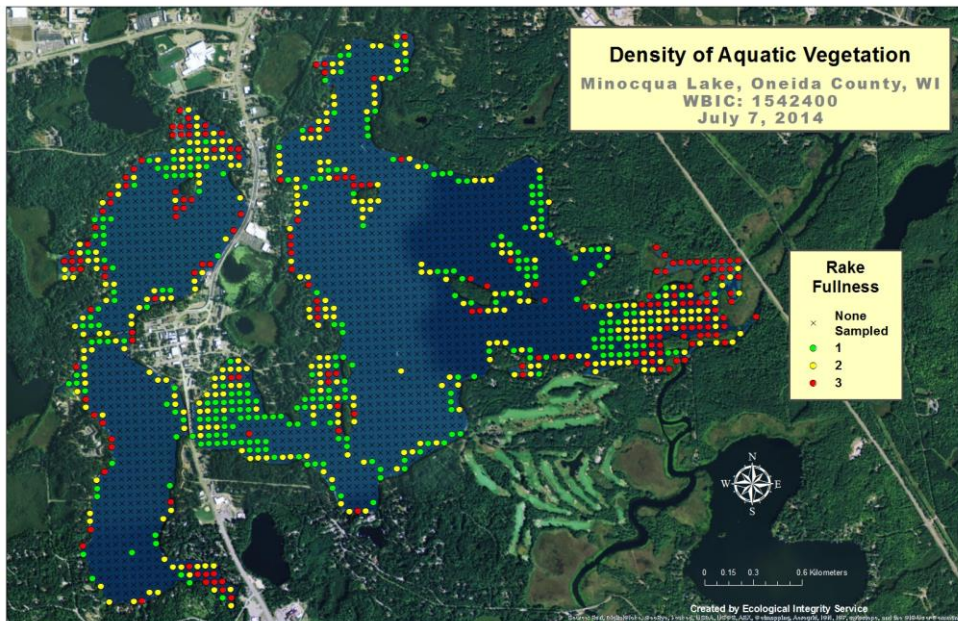 Density of Aquatic Vegetation
Minocqua Lake, Oneida County, WI
WBIC: 1542400
July 7, 2014
Rake
Fullness
None
Sampled
1
2
3
N
W E
S
0 0.15 0.3 0.6 Kilometers
Created by Ecological Integrity Service